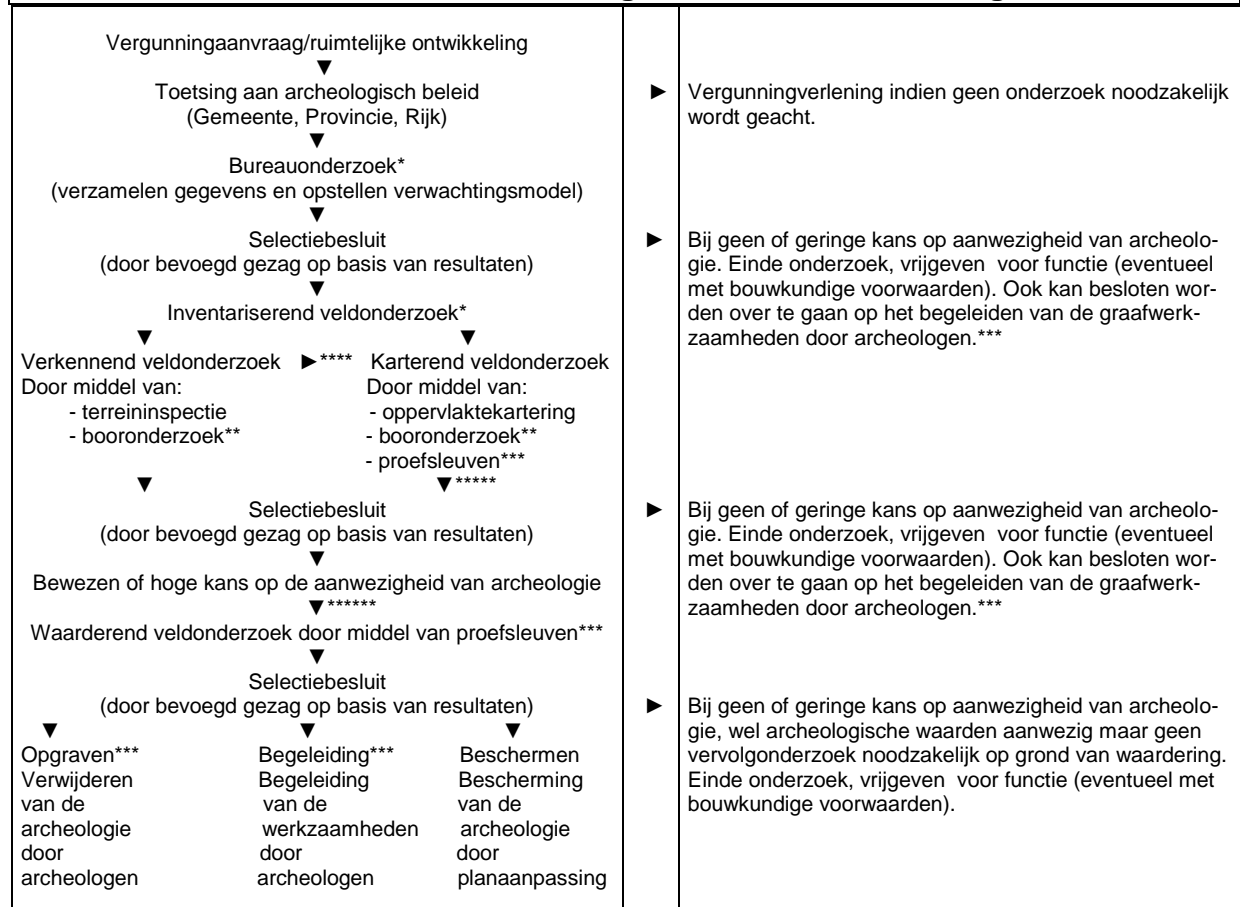 Vergunningaanvraag/ruimtelijke ontwikkeling
▼
Toetsing aan archeologisch beleid
(Gemeente, Provincie, Rijk)
► Vergunningverlening indien geen onderzoek noodzakelijk
wordt geacht.
▼
Bureauonderzoek*
(verzamelen gegevens en opstellen verwachtingsmodel)
▼
Selectiebesluit
(door bevoegd gezag op basis van resultaten)
► Bij geen of geringe kans op aanwezigheid van archeolo-
gie. Einde onderzoek, vrijgeven voor functie (eventueel
met bouwkundige voorwaarden). Ook kan besloten wor-
den over te gaan op het begeleiden van de graafwerk-
zaamheden door archeologen.***
▼
Inventariserend veldonderzoek*
▼ ▼
Verkennend veldonderzoek ►**** Karterend veldonderzoek
Door middel van: Door middel van:
- terreininspectie - oppervlaktekartering
- booronderzoek** - booronderzoek**
- proefsleuven***
▼ ▼*****
Selectiebesluit
(door bevoegd gezag op basis van resultaten)
► Bij geen of geringe kans op aanwezigheid van archeolo-
gie. Einde onderzoek, vrijgeven voor functie (eventueel
met bouwkundige voorwaarden). Ook kan besloten wor-
den over te gaan op het begeleiden van de graafwerk-
zaamheden door archeologen.***
▼
Bewezen of hoge kans op de aanwezigheid van archeologie
▼******
Waarderend veldonderzoek door middel van proefsleuven***
▼
Selectiebesluit
(door bevoegd gezag op basis van resultaten)
► Bij geen of geringe kans op aanwezigheid van archeolo-
gie, wel archeologische waarden aanwezig maar geen
vervolgonderzoek noodzakelijk op grond van waardering.
Einde onderzoek, vrijgeven voor functie (eventueel met
bouwkundige voorwaarden).
▼ ▼ ▼
Opgraven*** Begeleiding*** Beschermen
Verwijderen Begeleiding Bescherming
van de van de van de
archeologie werkzaamheden archeologie
door door door
archeologen archeologen planaanpassing